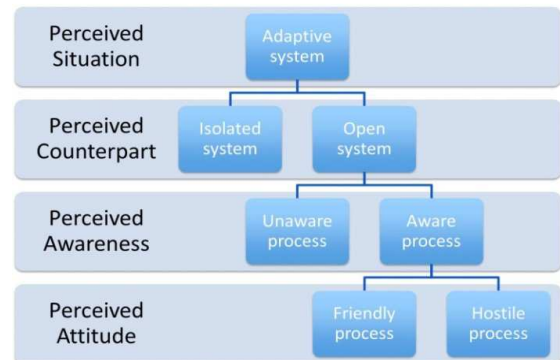 Perceived
Situation
Adaptive
system
Perceived
Counterpart
Isolated
system
Open
system
Perceived
Awareness
Unaware
process
Aware
process
Perceived
Attitude
Friendly
process
Hostile
process